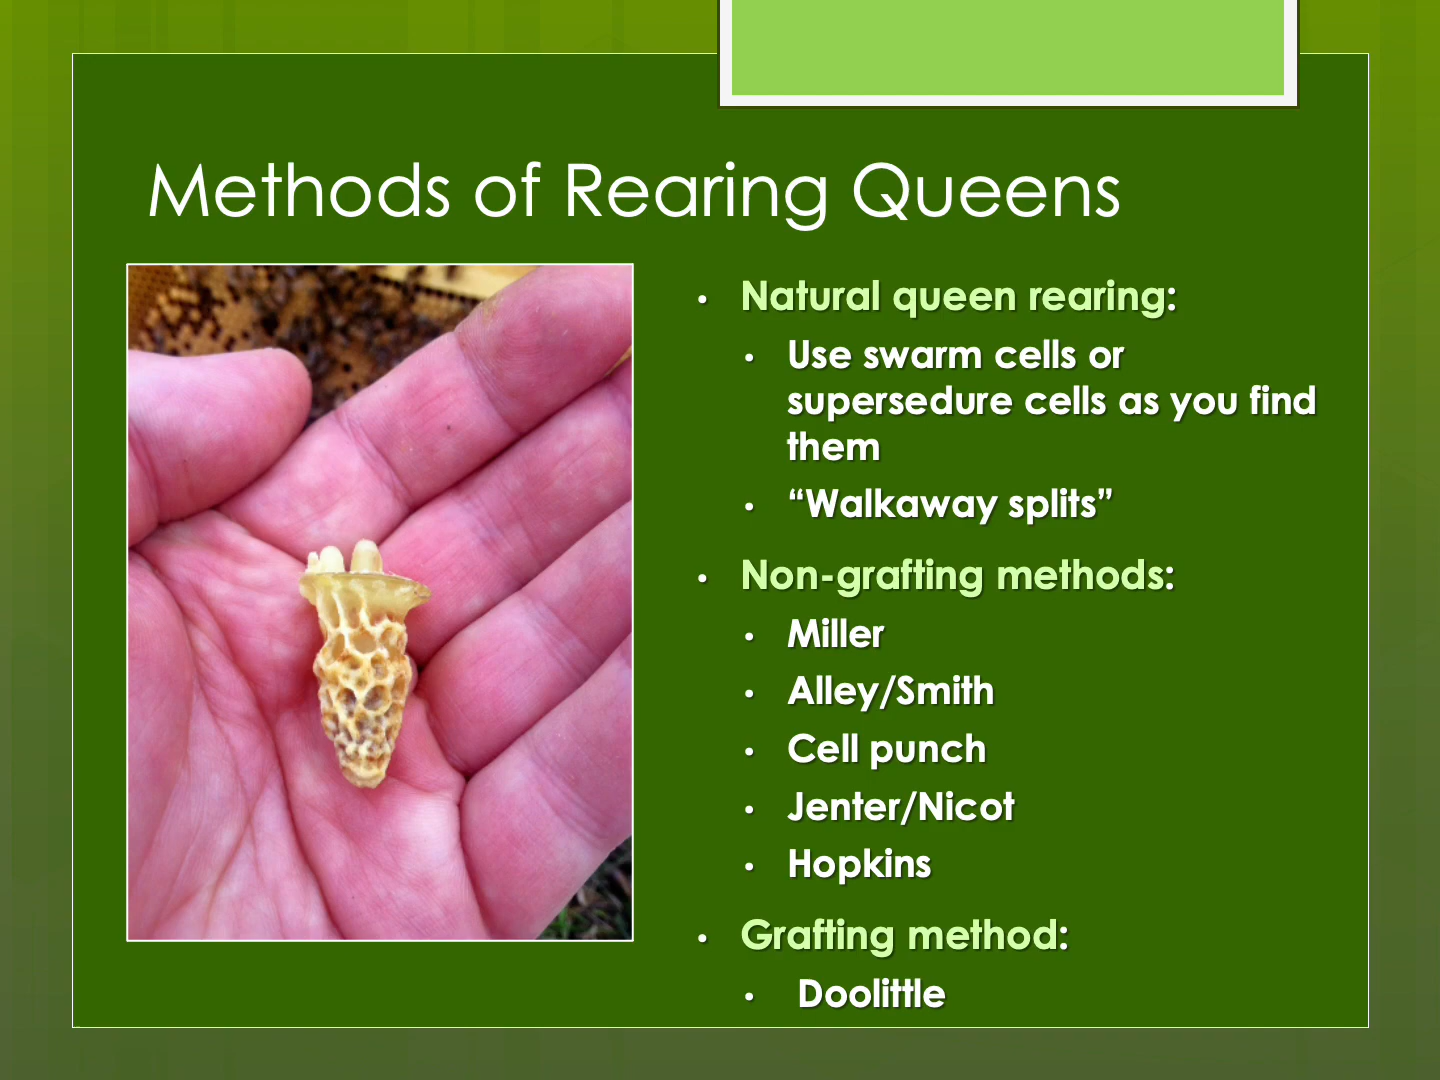 Methods of Rearing Queens
• Natural queen rearing:
• Use swarm cells or
supersedure cells as you find
them
• “Walkaway splits”
• Non-grafting methods:
• Miller
• Alley/Smith
• Cell punch
• Jenter/Nicot
• Hopkins
• Grafting method:
• Doolittle